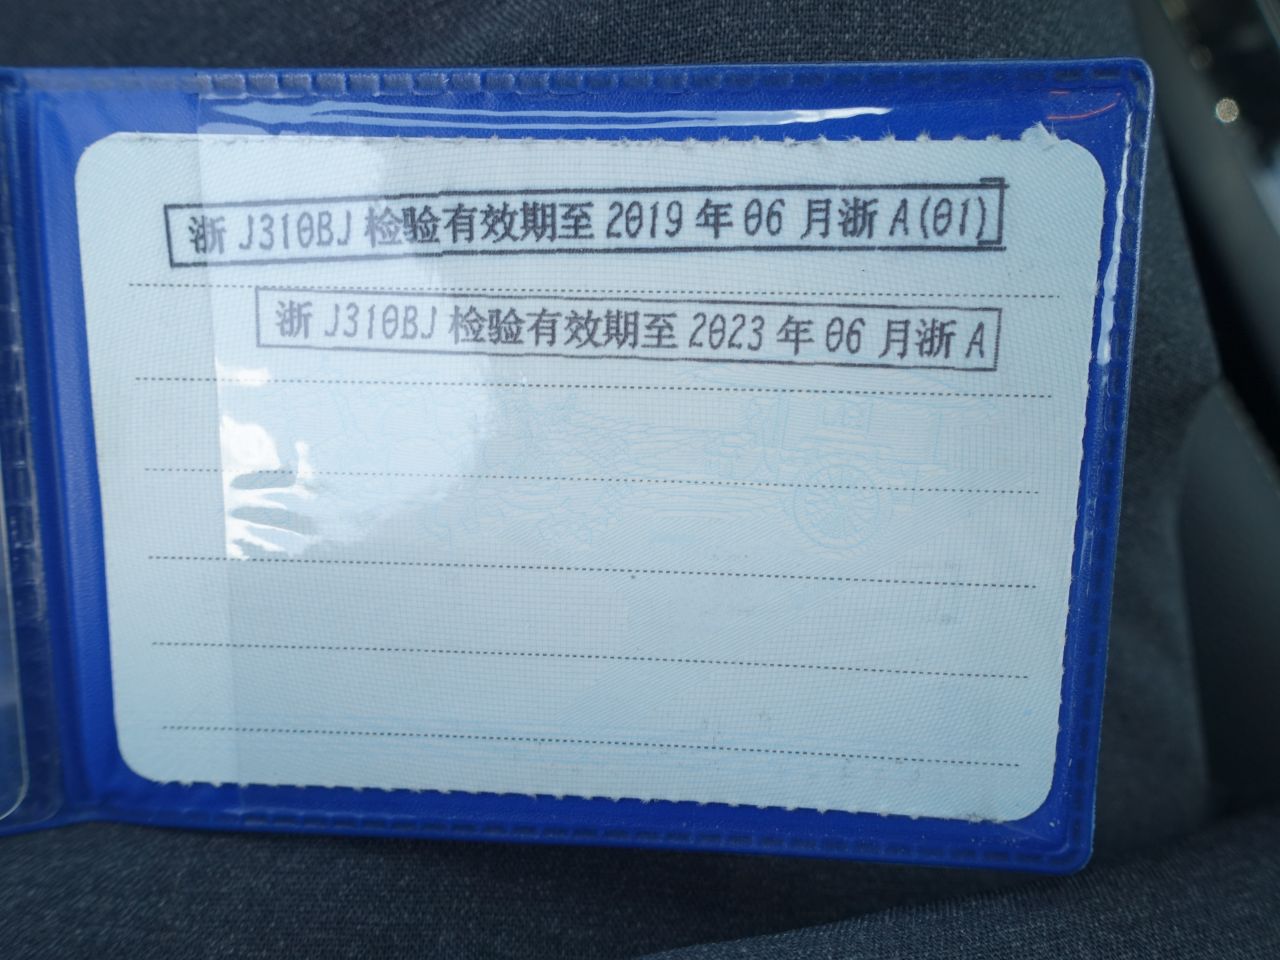 浙 J310BJ 检验有效期至 2019 年 06 月浙 A(01)
浙 J310BJ 检验有效期至 2023 年 06 月浙 A